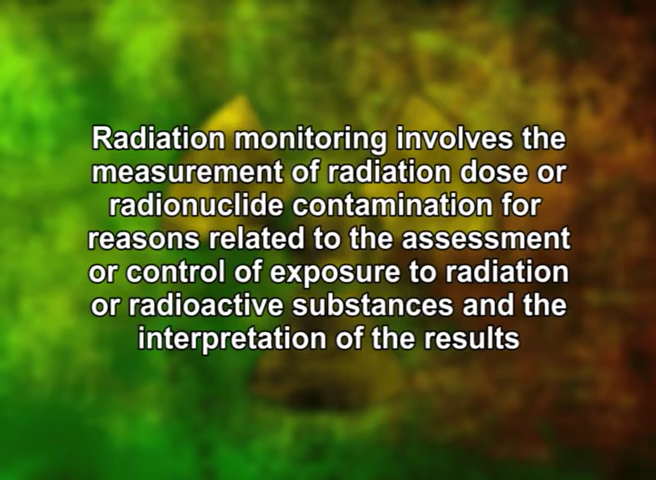 Radiation monitoring involves the
measurement of radiation dose or
radionuclide contamination for
reasons related to the assessment
or control of exposure to radiation
or radioactive substances and the
interpretation of the results